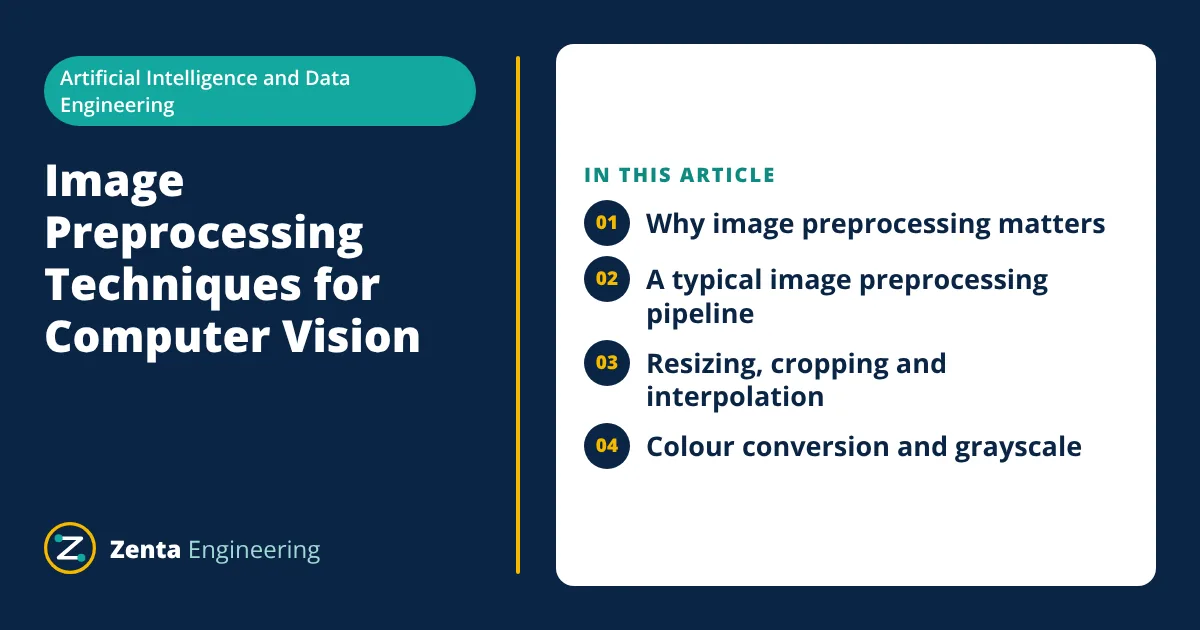 Artificial Intelligence and Data
Engineering
Image
Preprocessing
Techniques for
Computer Vision
Zenta Engineering
IN THIS ARTICLE
01 Why image preprocessing matters
02 A typical image preprocessing
pipeline
03 Resizing, cropping and
interpolation
04 Colour conversion and grayscale